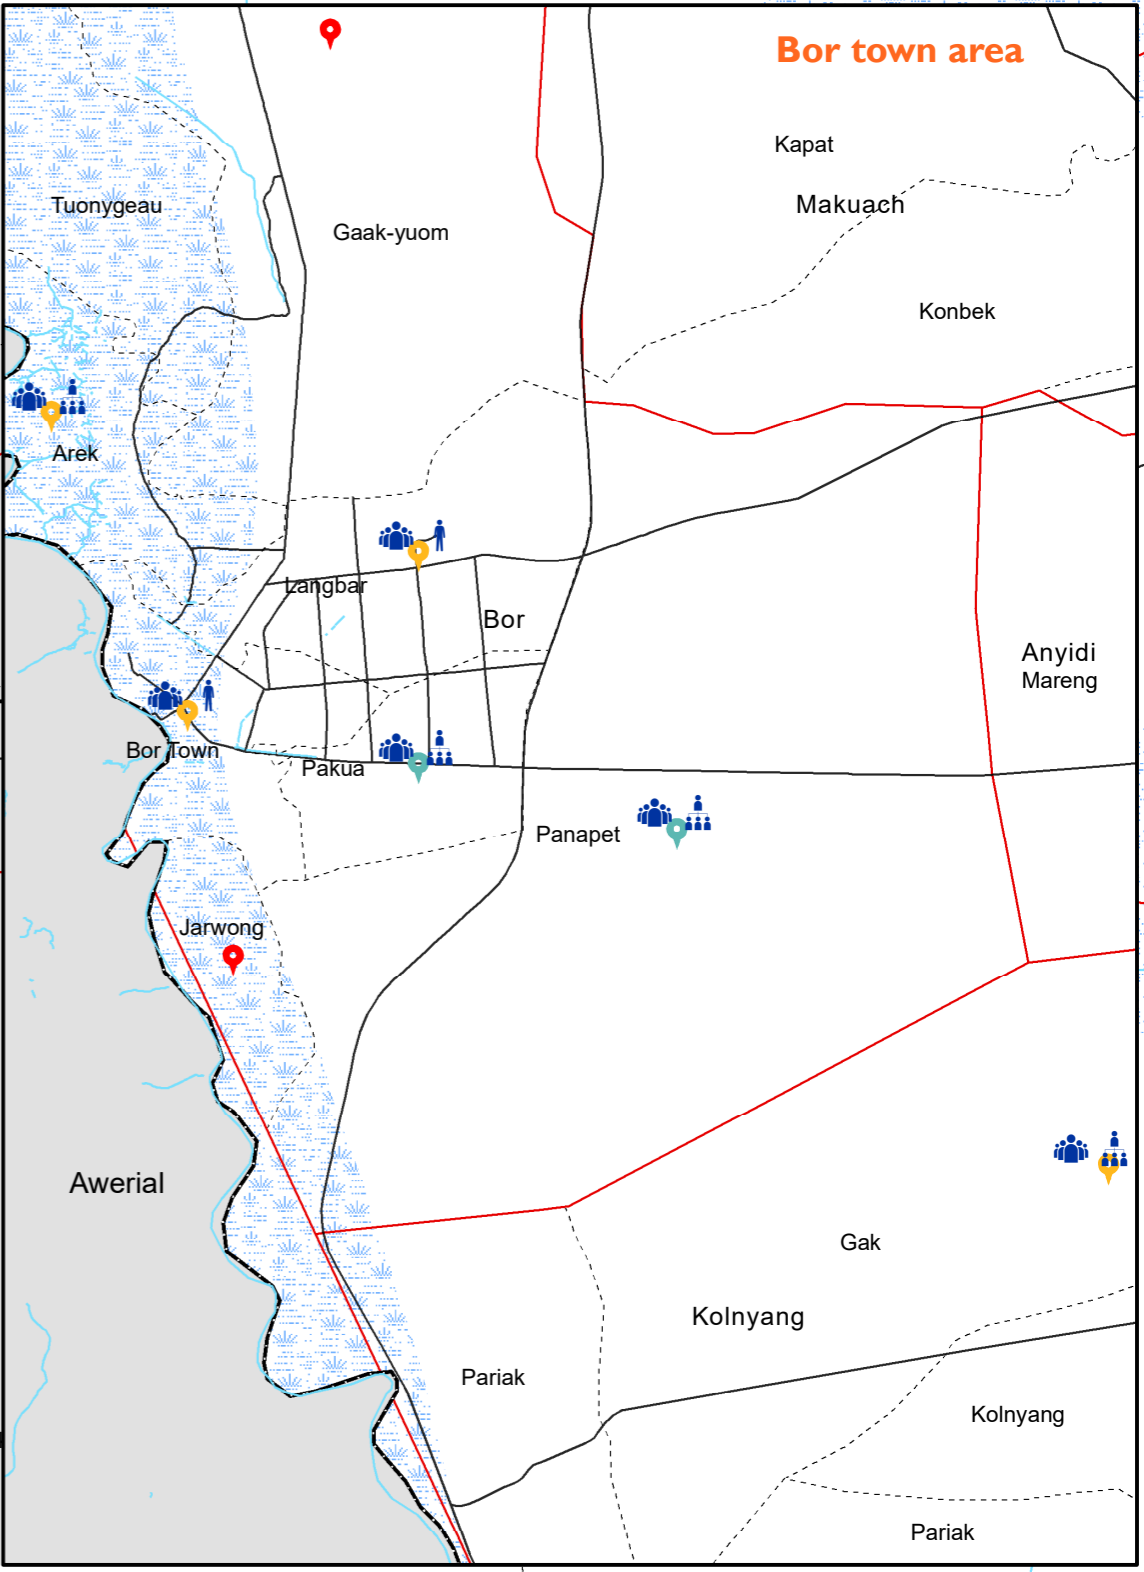 Bor town area
Kapat
Makuach
Tuonygeau
Gaak-yuom
Konbek
Arek
Langbar
Bor
Anyidi
Mareng
Bor Town
Pakua
Panapet
Jarwong
Awerial
Gak
Kolnyang
Pariak
Kolnyang
Pariak